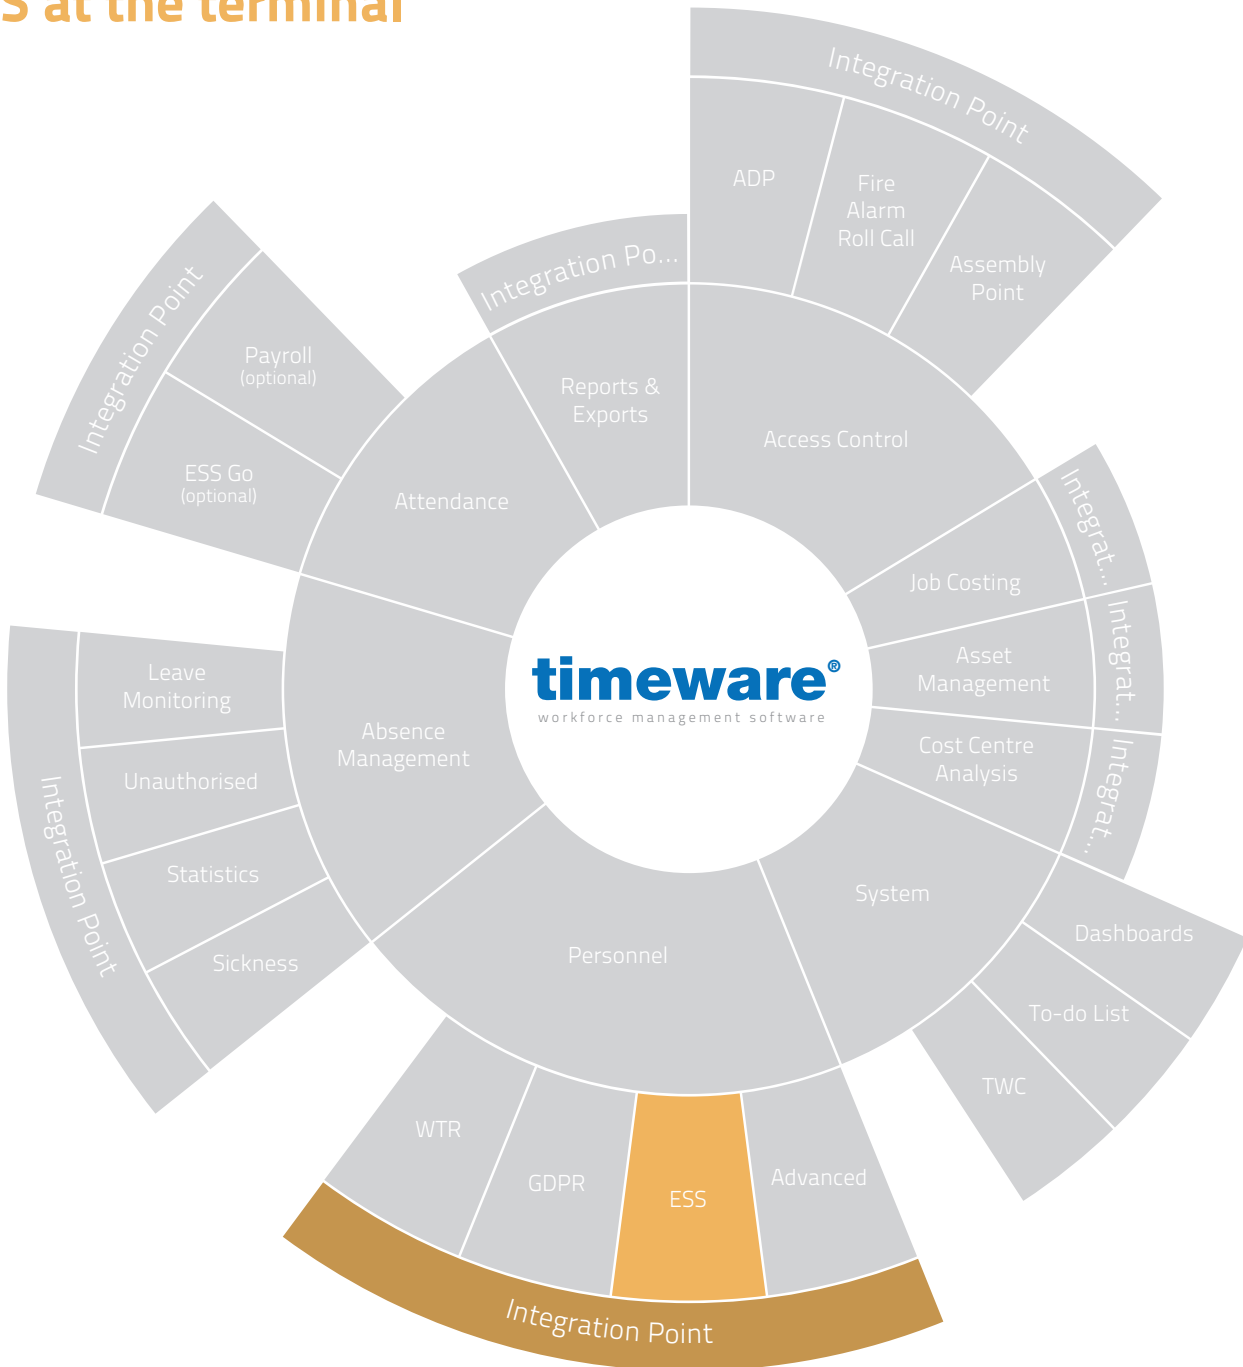 S at the terminal
Integration Point
ADP
Fire
Alarm
Roll Call
Assembly
Point
Integration Po...
Reports &
Exports
Access Control
Integration Point
Payroll
(optional)
ESS Go
(optional)
Attendance
Integrat...
Job Costing
Integrat...
Asset
Management
Integrat...
Cost Centre
Analysis
timeware®
workforce management software
Leave
Monitoring
Unauthorised
Statistics
Sickness
Integration Point
Absence
Management
System
Dashboards
To-do List
TWC
Personnel
WTR
GDPR
ESS
Advanced
Integration Point